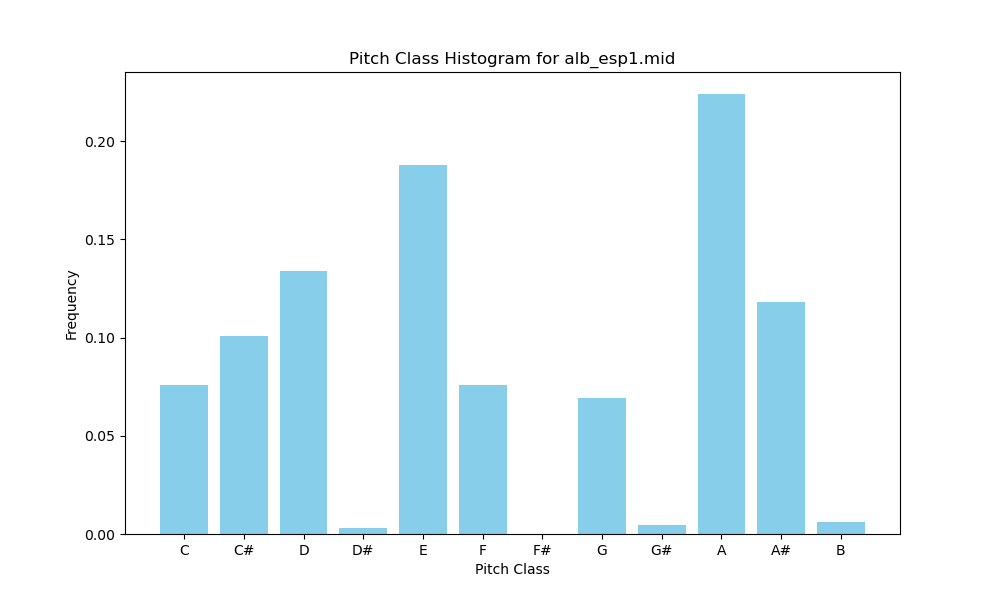 Pitch Class Histogram for alb_esp1.mid
Frequency
0.20
0.15
0.10
0.05
0.00
C C# D D# E F F# G G# A A# B
Pitch Class